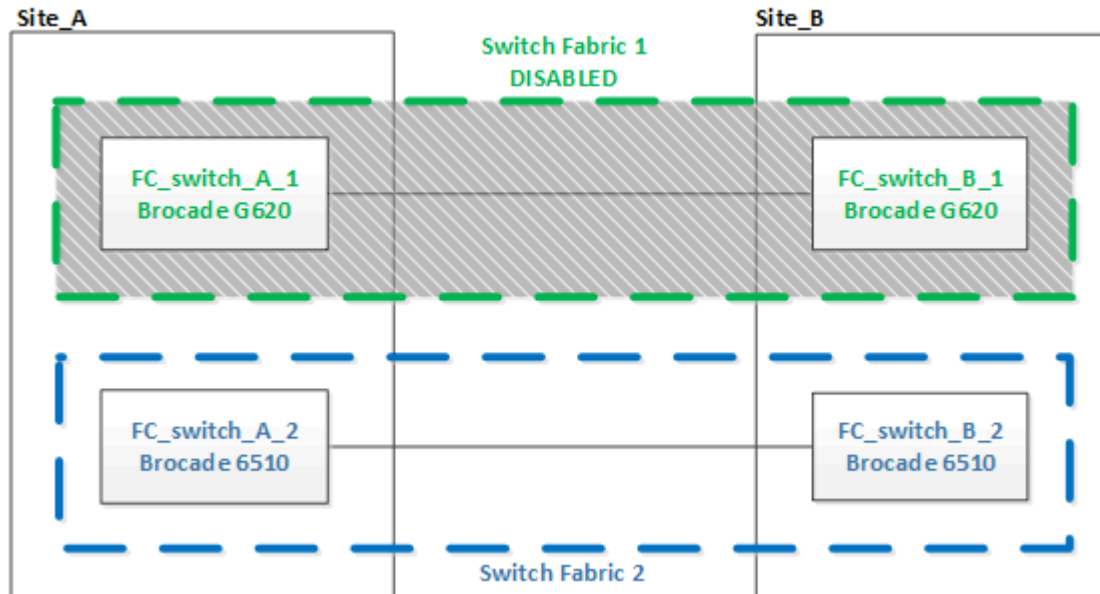 Site_A
Site_B
Switch Fabric 1
DISABLED
FC_switch_A_1
Brocade G620
FC_switch_B_1
Brocade G620
FC_switch_A_2
Brocade 6510
FC_switch_B_2
Brocade 6510
Switch Fabric 2